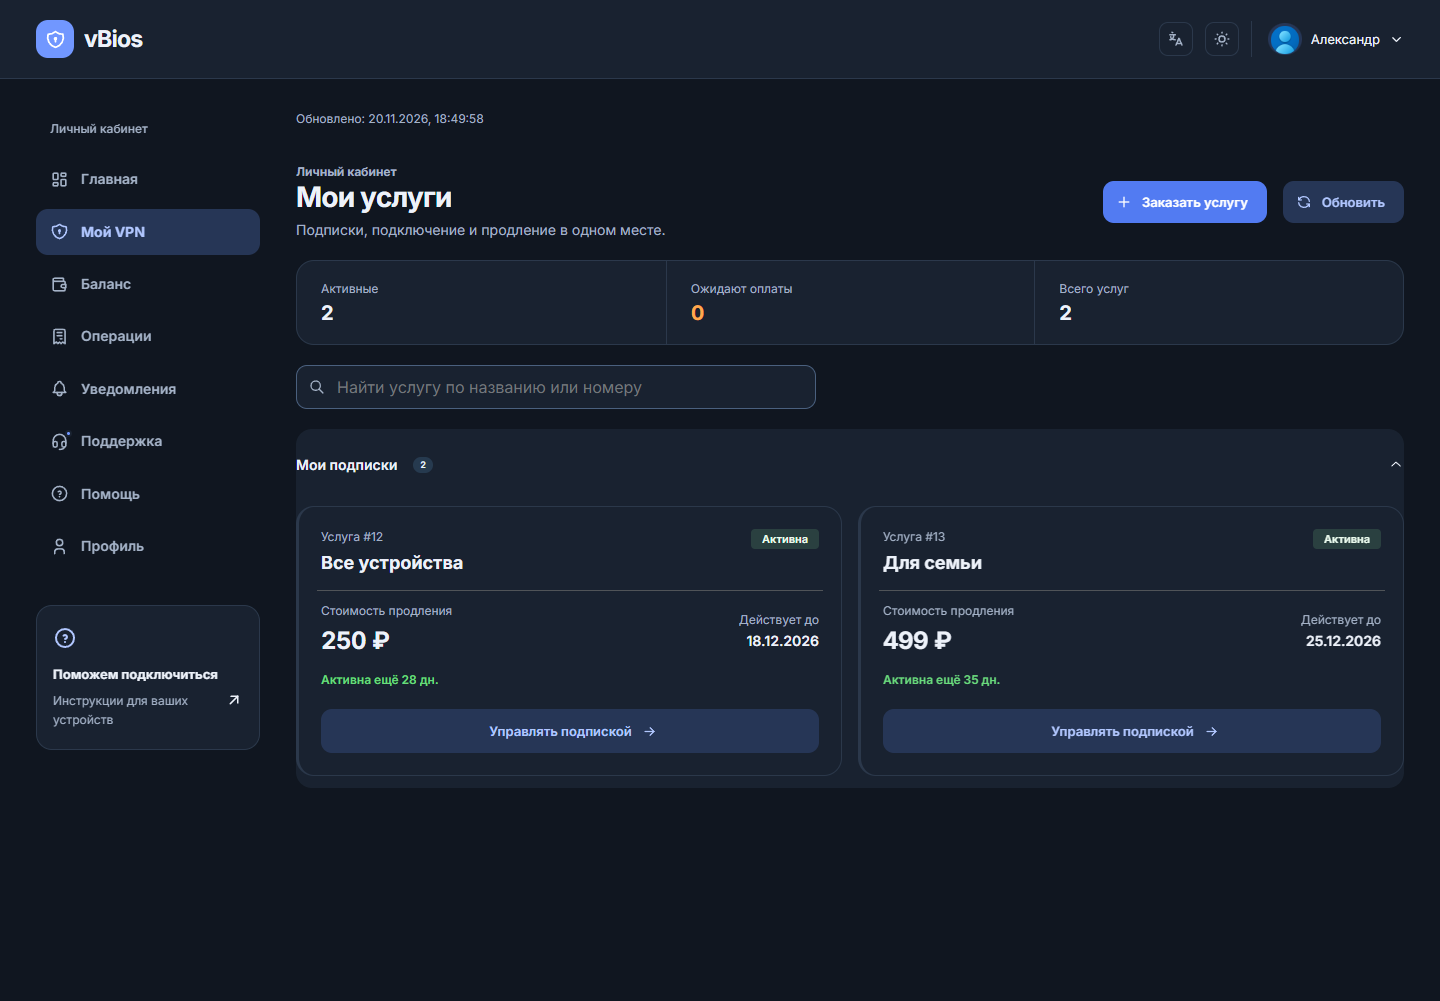 vBios
Александр
Личный кабинет
Главная
Мой VPN
Баланс
Операции
Уведомления
Поддержка
Помощь
Профиль
Поможем подключиться
Инструкции для ваших
устройств
Обновлено: 20.11.2026, 18:49:58
Личный кабинет
Мои услуги
Подписки, подключение и продление в одном месте.
Заказать услугу
Обновить
Активные
2
Ожидают оплаты
0
Всего услуг
2
Найти услугу по названию или номеру
Мои подписки 2
Услуга #12
Активна
Все устройства
Стоимость продления
250 ₽
Действует до
18.12.2026
Активна ещё 28 дн.
Управлять подпиской →
Услуга #13
Активна
Для семьи
Стоимость продления
499 ₽
Действует до
25.12.2026
Активна ещё 35 дн.
Управлять подпиской →